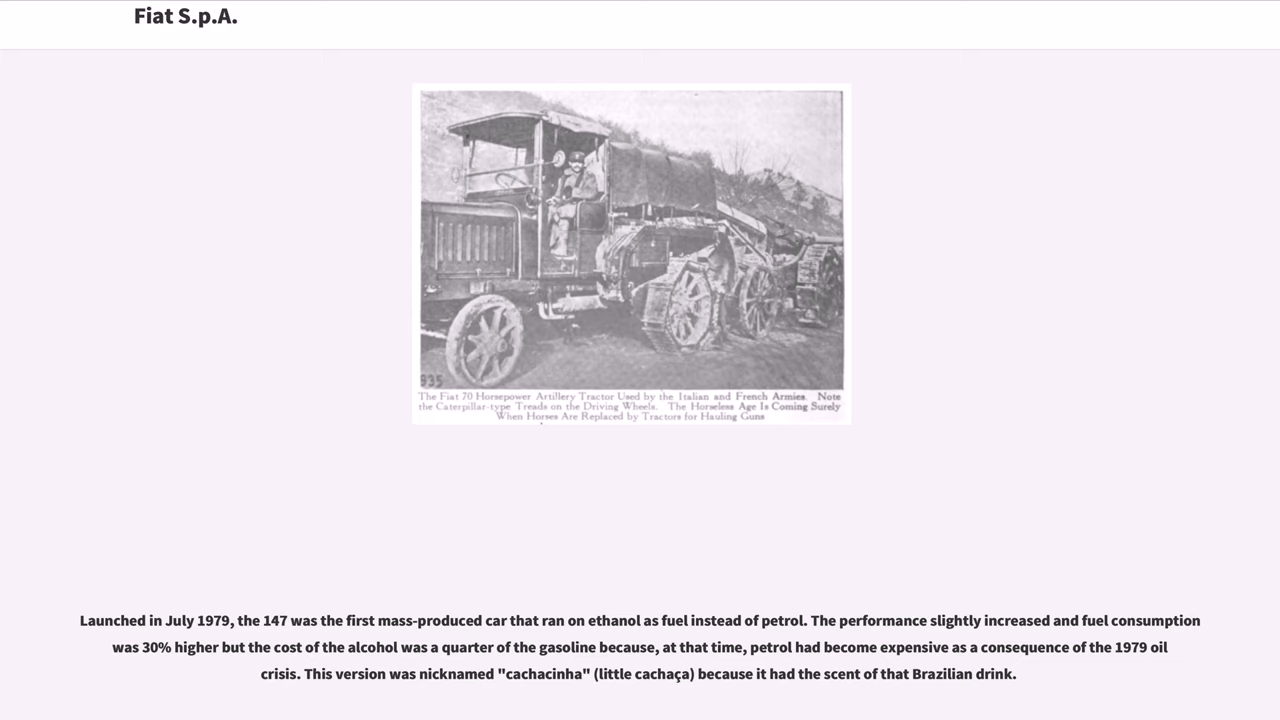 Fiat S.p.A.
935
The Fiat 70 Horsepower Artillery Tractor Used by the Italian and French Armies. Note
the Caterpillar-type Treads on the Driving Wheels. The Horseless Age Is Coming Surely
When Horses Are Replaced by Tractors for Hauling Guns
Launched in July 1979, the 147 was the first mass-produced car that ran on ethanol as fuel instead of petrol. The performance slightly increased and fuel consumption
was 30% higher but the cost of the alcohol was a quarter of the gasoline because, at that time, petrol had become expensive as a consequence of the 1979 oil
crisis. This version was nicknamed "cachacinha" (little cachaça) because it had the scent of that Brazilian drink.